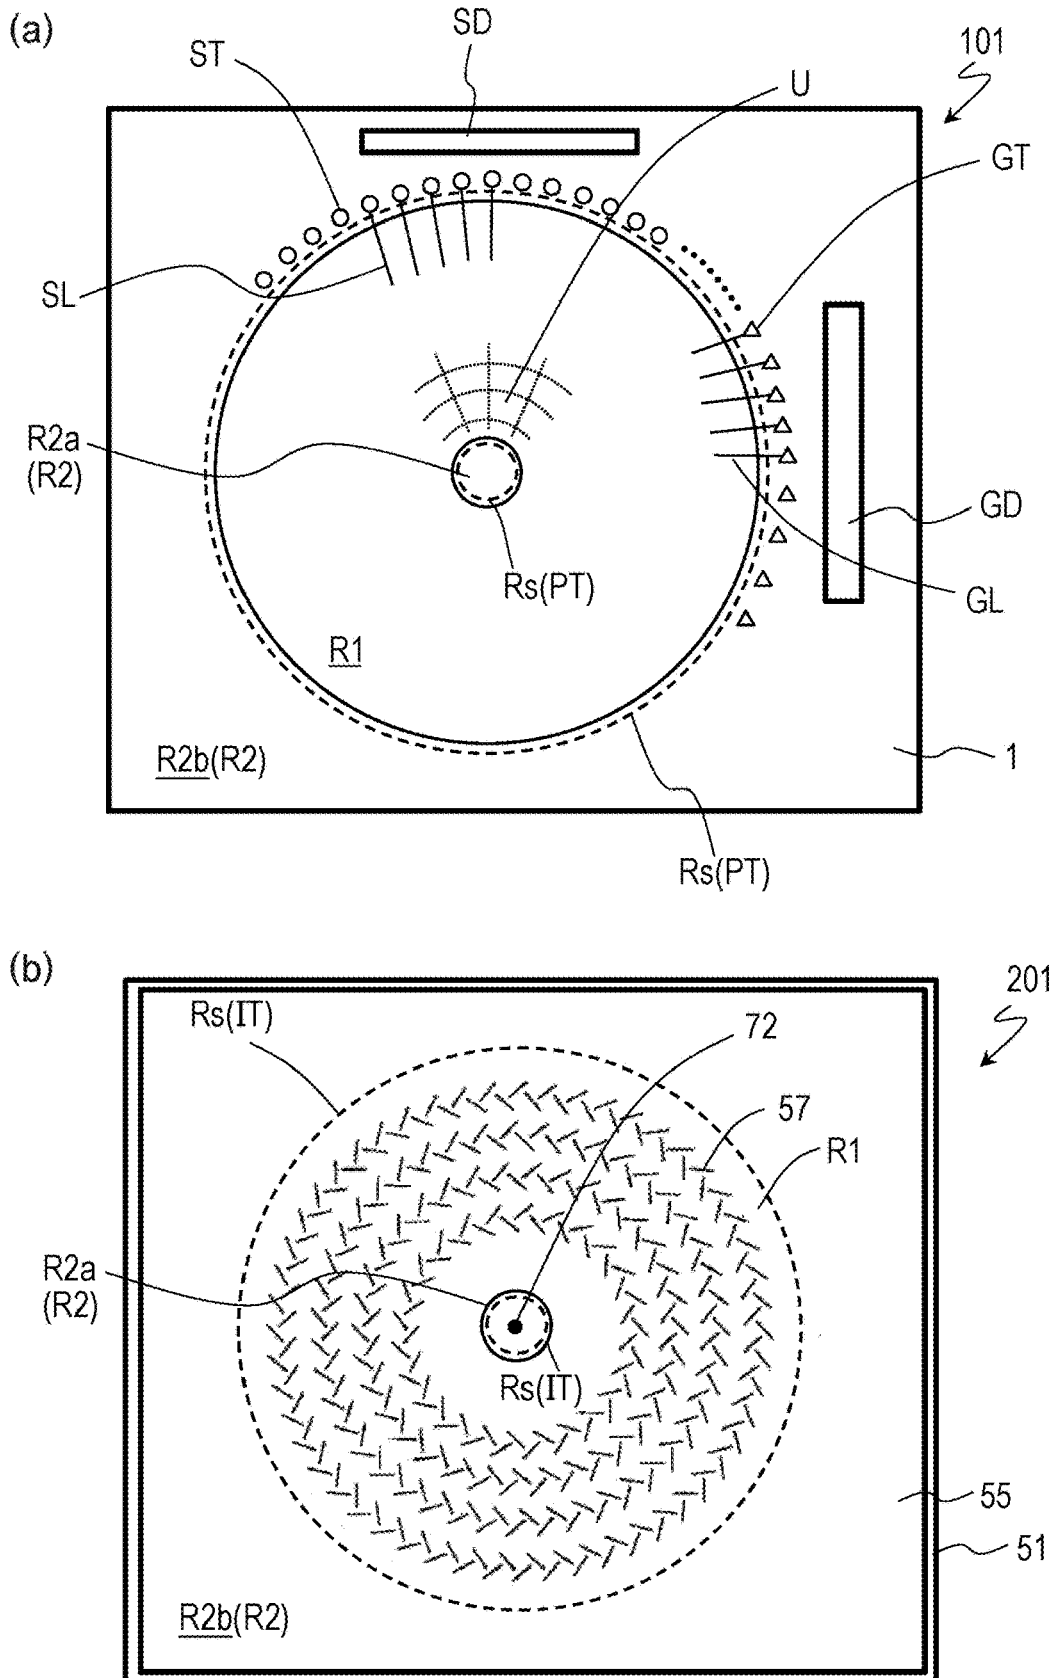 (a)
SD
ST
101
U
GT
SL
R2a
(R2)
GD
Rs(PT)
GL
R1
R2b(R2)
1
Rs(PT)
(b)
201
Rs(IT)
72
57
R1
R2a
(R2)
Rs(IT)
55
51
R2b(R2)